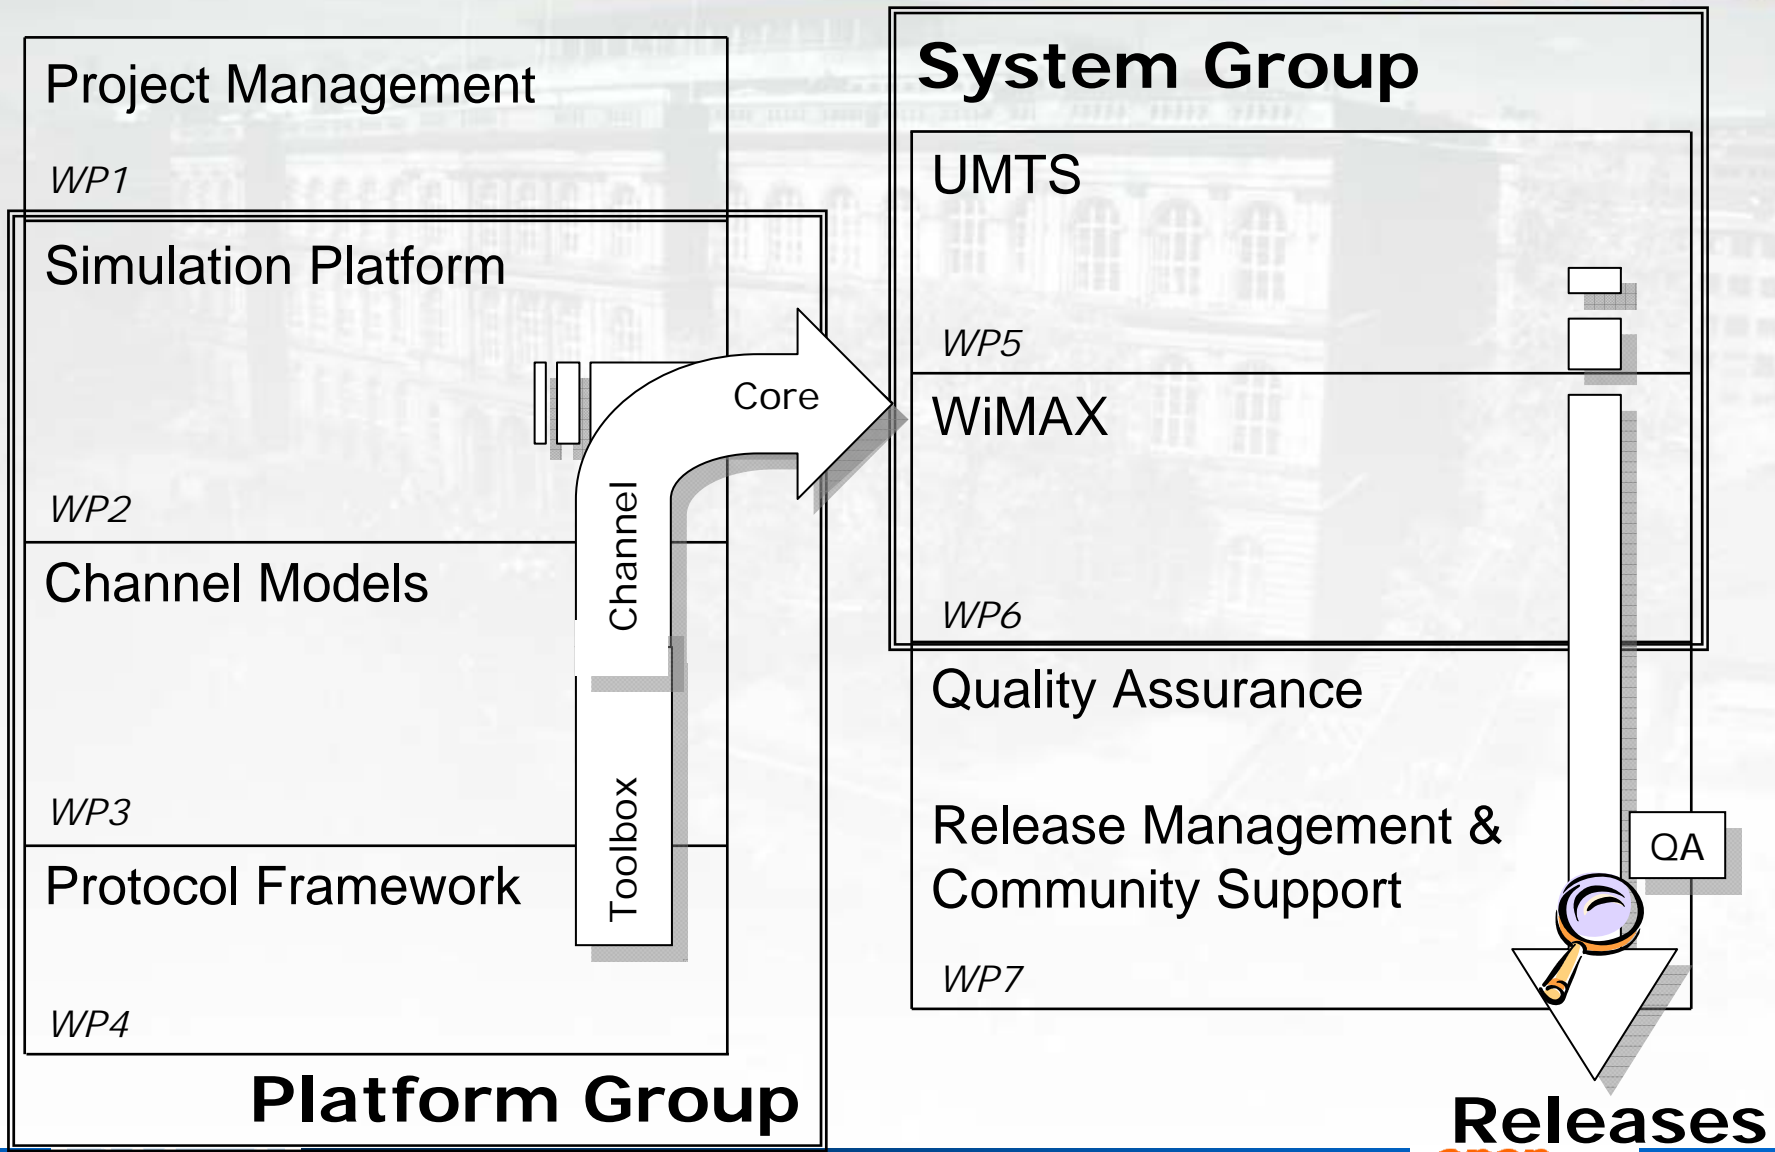 Project Management
WP1
Simulation Platform
WP2
Channel Models
WP3
Protocol Framework
WP4
Platform Group
Core
Channel
Toolbox
System Group
UMTS
WP5
WiMAX
WP6
Quality Assurance
Release Management &
Community Support
WP7
QA
Releases